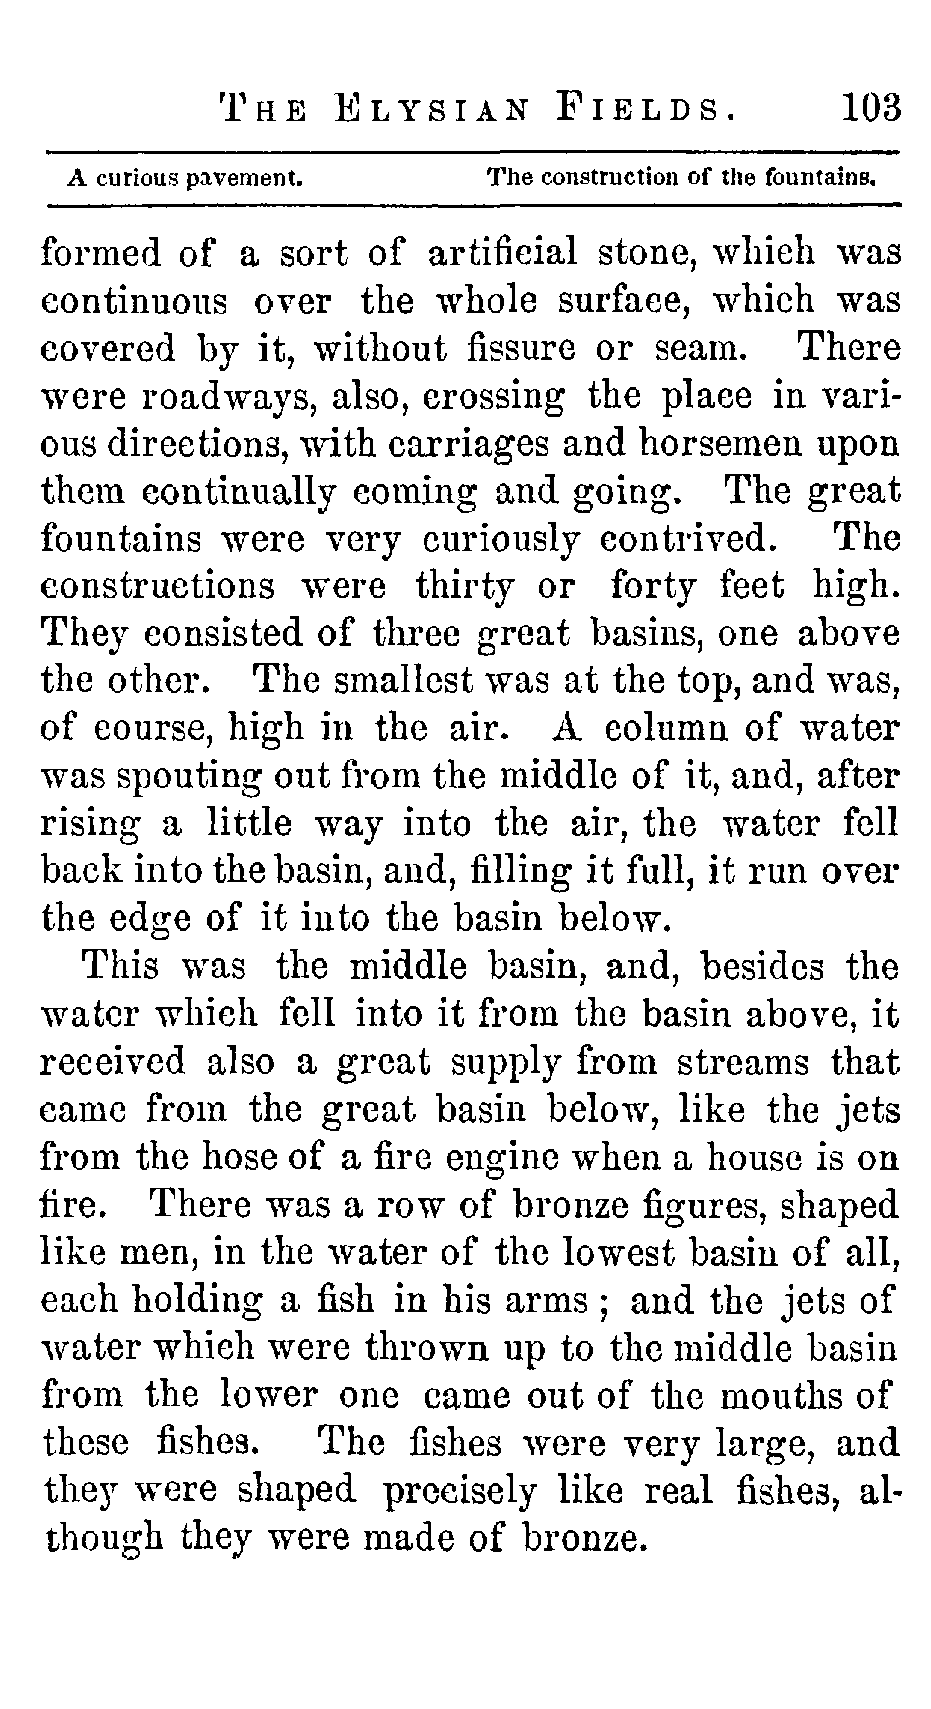 THE ELYSIAN FIELDS. 103
A curious pavement. The construction of the fountains.
formed of a sort of artificial stone, which was
continuous over the whole surface, which was
covered by it, without fissure or seam. There
were roadways, also, crossing the place in vari-
ous directions, with carriages and horsemen upon
them continually coming and going. The great
fountains were very curiously contrived. The
constructions were thirty or forty feet high.
They consisted of three great basins, one above
the other. The smallest was at the top, and was,
of course, high in the air. A column of water
was spouting out from the middle of it, and, after
rising a little way into the air, the water fell
back into the basin, and, filling it full, it run over
the edge of it into the basin below.
This was the middle basin, and, besides the
water which fell into it from the basin above, it
received also a great supply from streams that
came from the great basin below, like the jets
from the hose of a fire engine when a house is on
fire. There was a row of bronze figures, shaped
like men, in the water of the lowest basin of all,
each holding a fish in his arms; and the jets of
water which were thrown up to the middle basin
from the lower one came out of the mouths of
these fishes. The fishes were very large, and
they were shaped precisely like real fishes, al-
though they were made of bronze.